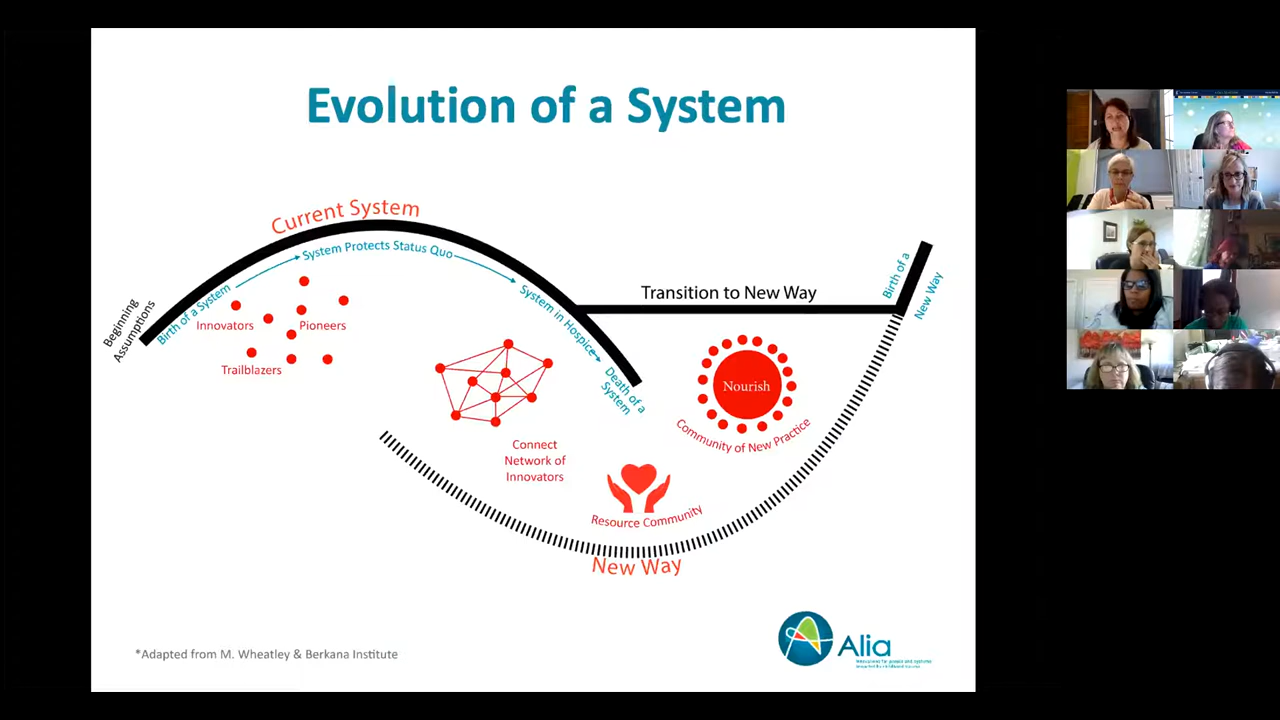 Evolution of a System
Current System
System Protects Status Quo
Beginning
Assumptions
Birth of a System
Innovators
Pioneers
Trailblazers
System in Hospice
Death of a
System
Transition to New Way
Birth of a
New Way
Nourish
Community of New Practice
Connect
Network of
Innovators
Resource Community
New Way
*Adapted from M. Wheatley & Berkana Institute
Alia